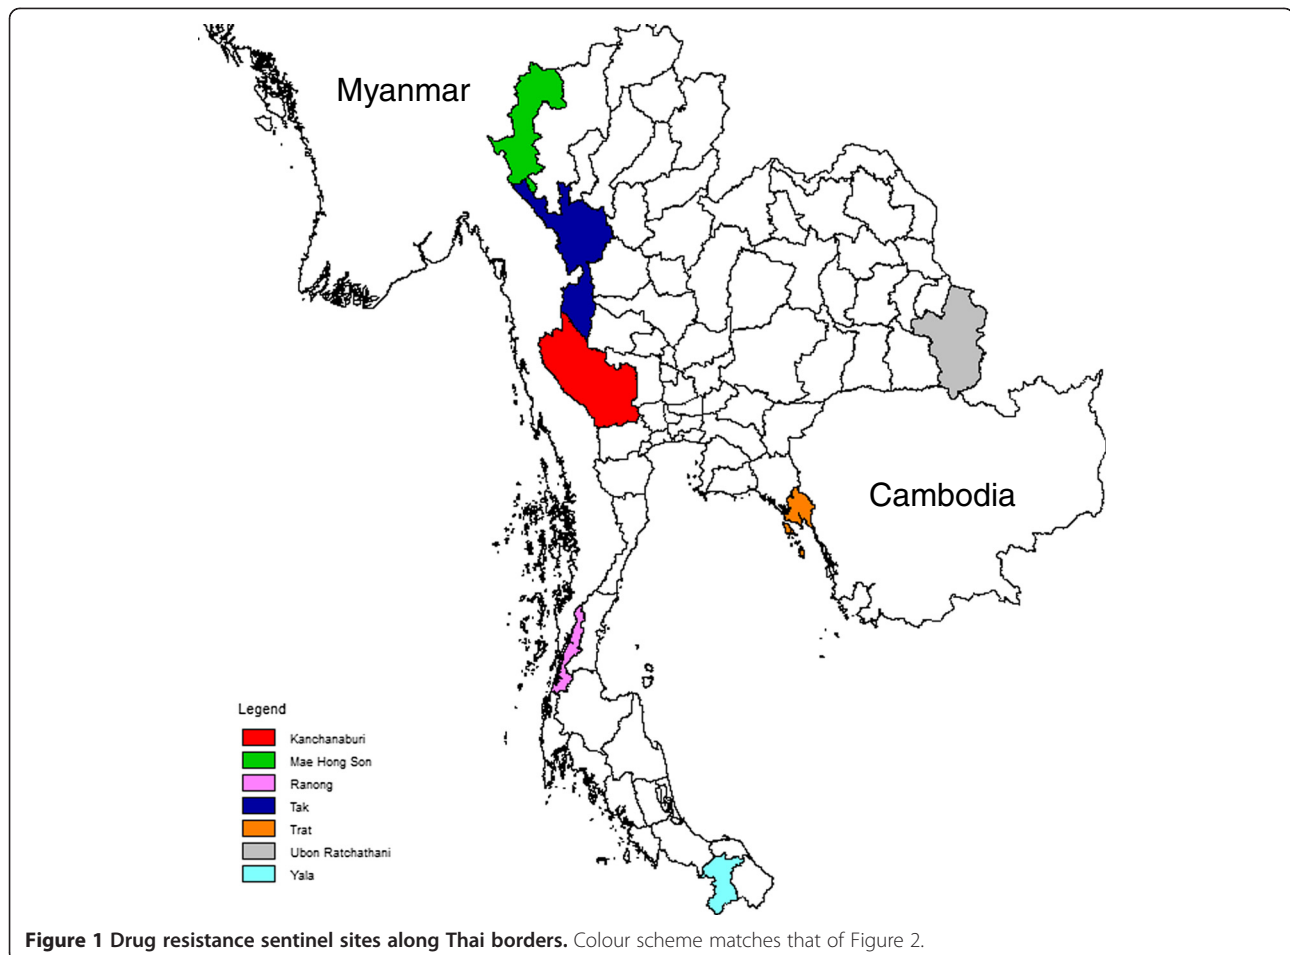 Myanmar
Cambodia
Legend
Kanchanaburi
Mae Hong Son
Ranong
Tak
Trat
Ubon Ratchathani
Yala
Figure 1 Drug resistance sentinel sites along Thai borders. Colour scheme matches that of Figure 2.